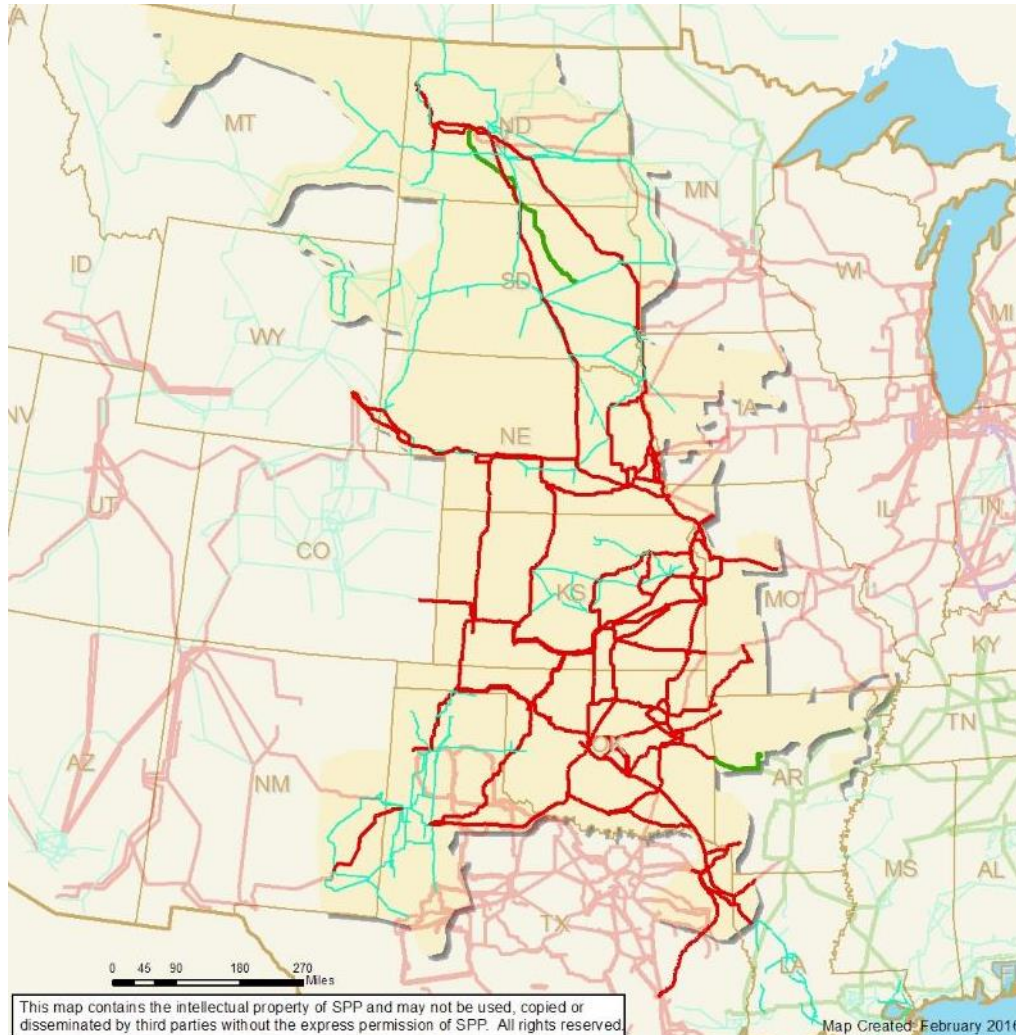 MT
ND
MN
ID
SD
WI
MI
WY
IA
NV
NE
UT
IL
IN
CO
KS
MO
KY
OK
TN
AZ
NM
AR
MS
AL
TX
LA
0 45 90 180 270
Miles
This map contains the intellectual property of SPP and may not be used, copied or
disseminated by third parties without the express permission of SPP. All rights reserved.
Map Created: February